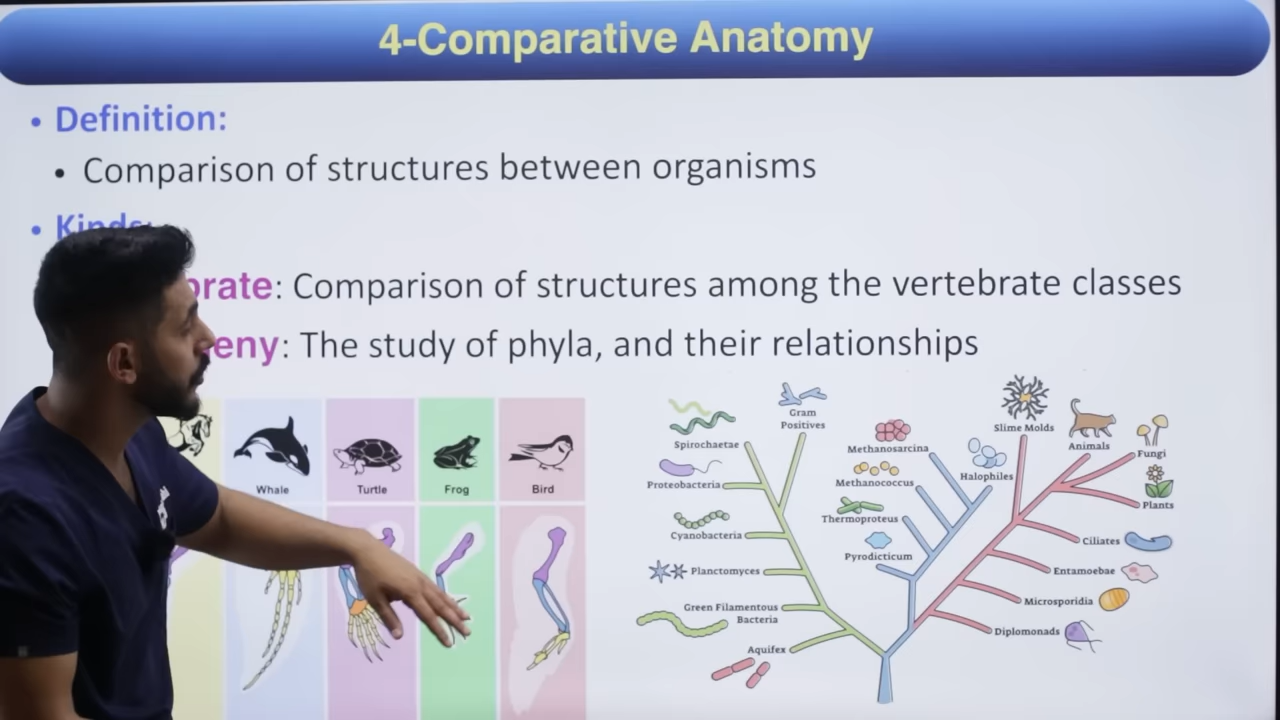 4-Comparative Anatomy
• Definition:
• Comparison of structures between organisms
• Kinds:
brate: Comparison of structures among the vertebrate classes
eny: The study of phyla, and their relationships
Whale
Turtle
Frog
Bird
Spirochaetae
Gram
Positives
Proteobacteria
Cyanobacteria
Planctomyces
Green Filamentous
Bacteria
Aquifex
Methanosarcina
Methanococcus
Halophiles
Thermoproteus
Pyrodicticum
Slime Molds
Animals
Fungi
Plants
Ciliates
Entamoebae
Microsporidia
Diplomonads